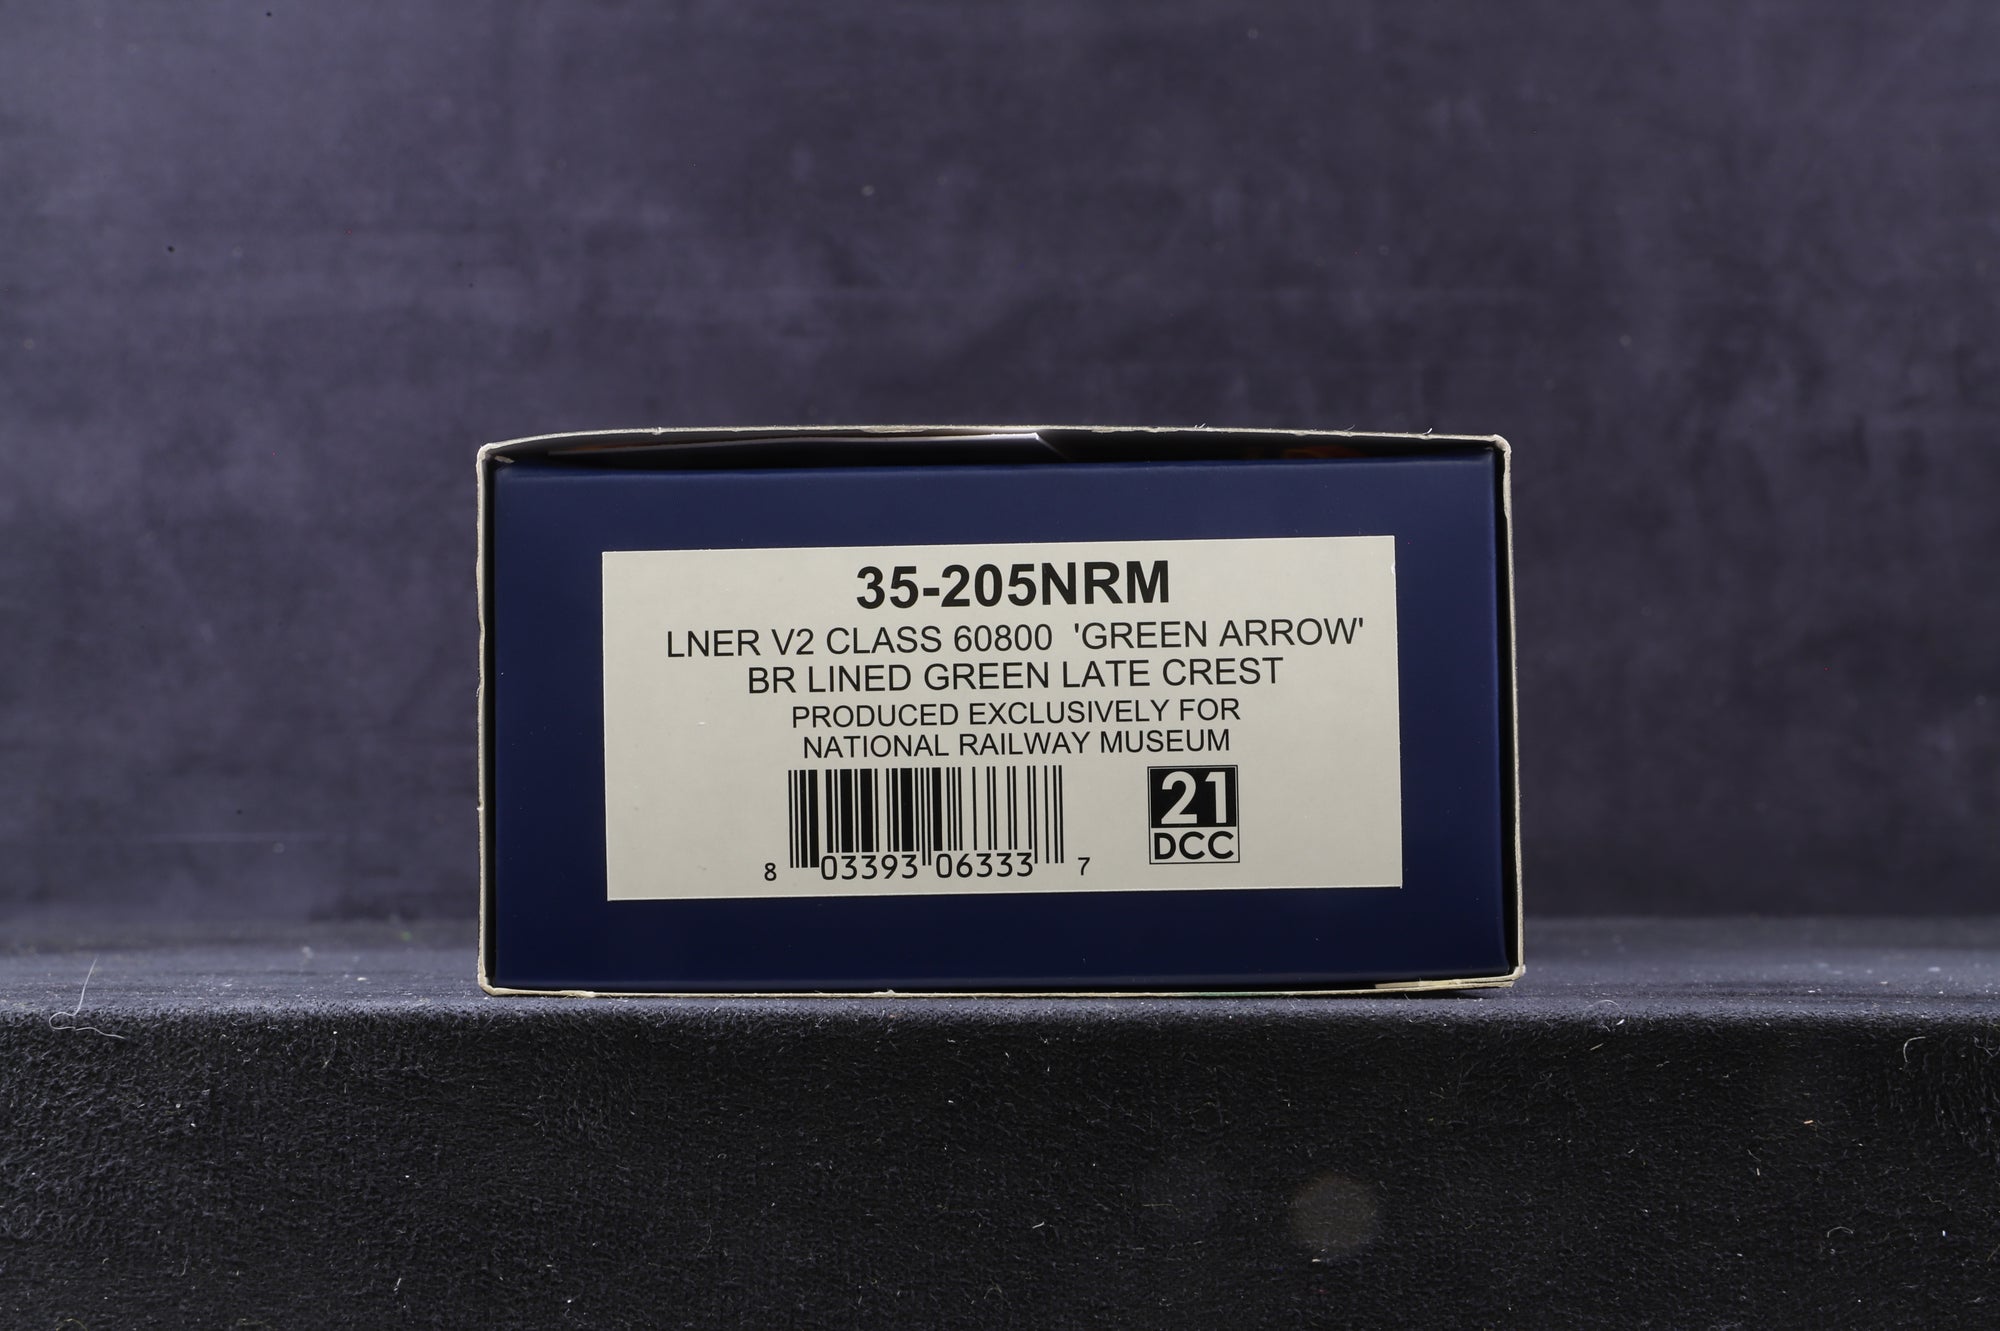 35-205NRM
LNER V2 CLASS 60800 'GREEN ARROW'
BR LINED GREEN LATE CREST
PRODUCED EXCLUSIVELY FOR
NATIONAL RAILWAY MUSEUM
8 03393 06333 7
21
DCC